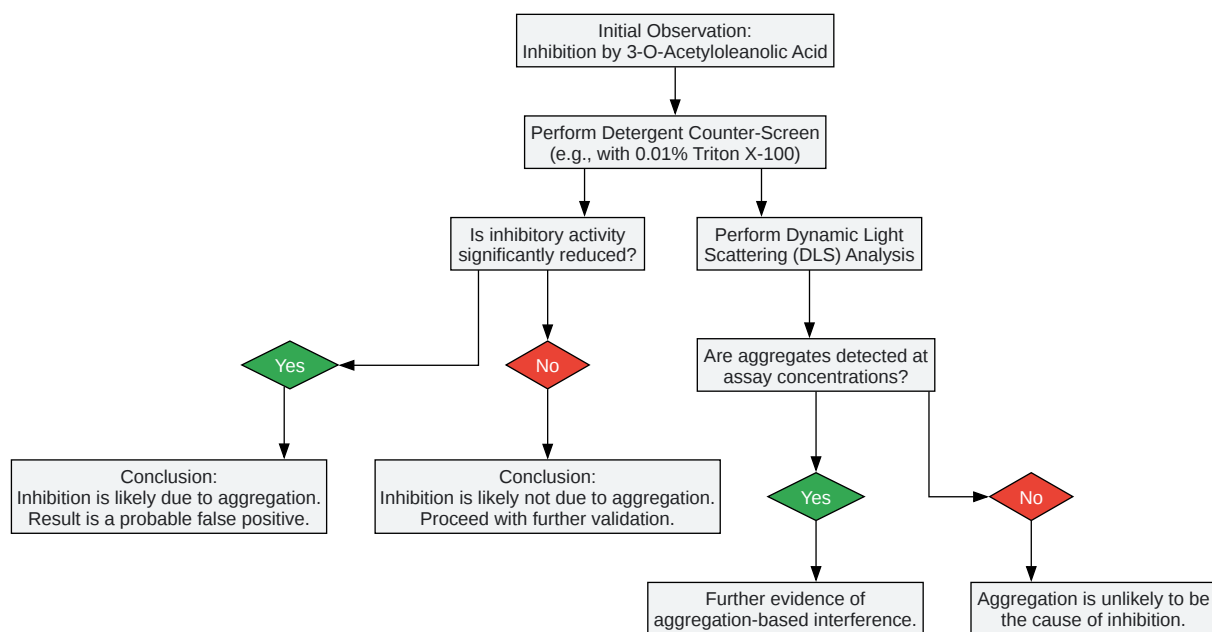 Initial Observation:
Inhibition by 3-O-Acetyloleanolic Acid
Perform Detergent Counter-Screen
(e.g., with 0.01% Triton X-100)
Is inhibitory activity
significantly reduced?
Perform Dynamic Light
Scattering (DLS) Analysis
Yes
No
Are aggregates detected at
assay concentrations?
Conclusion:
Inhibition is likely due to aggregation.
Result is a probable false positive.
Conclusion:
Inhibition is likely not due to aggregation.
Proceed with further validation.
Yes
No
Further evidence of
aggregation-based interference.
Aggregation is unlikely to be
the cause of inhibition.